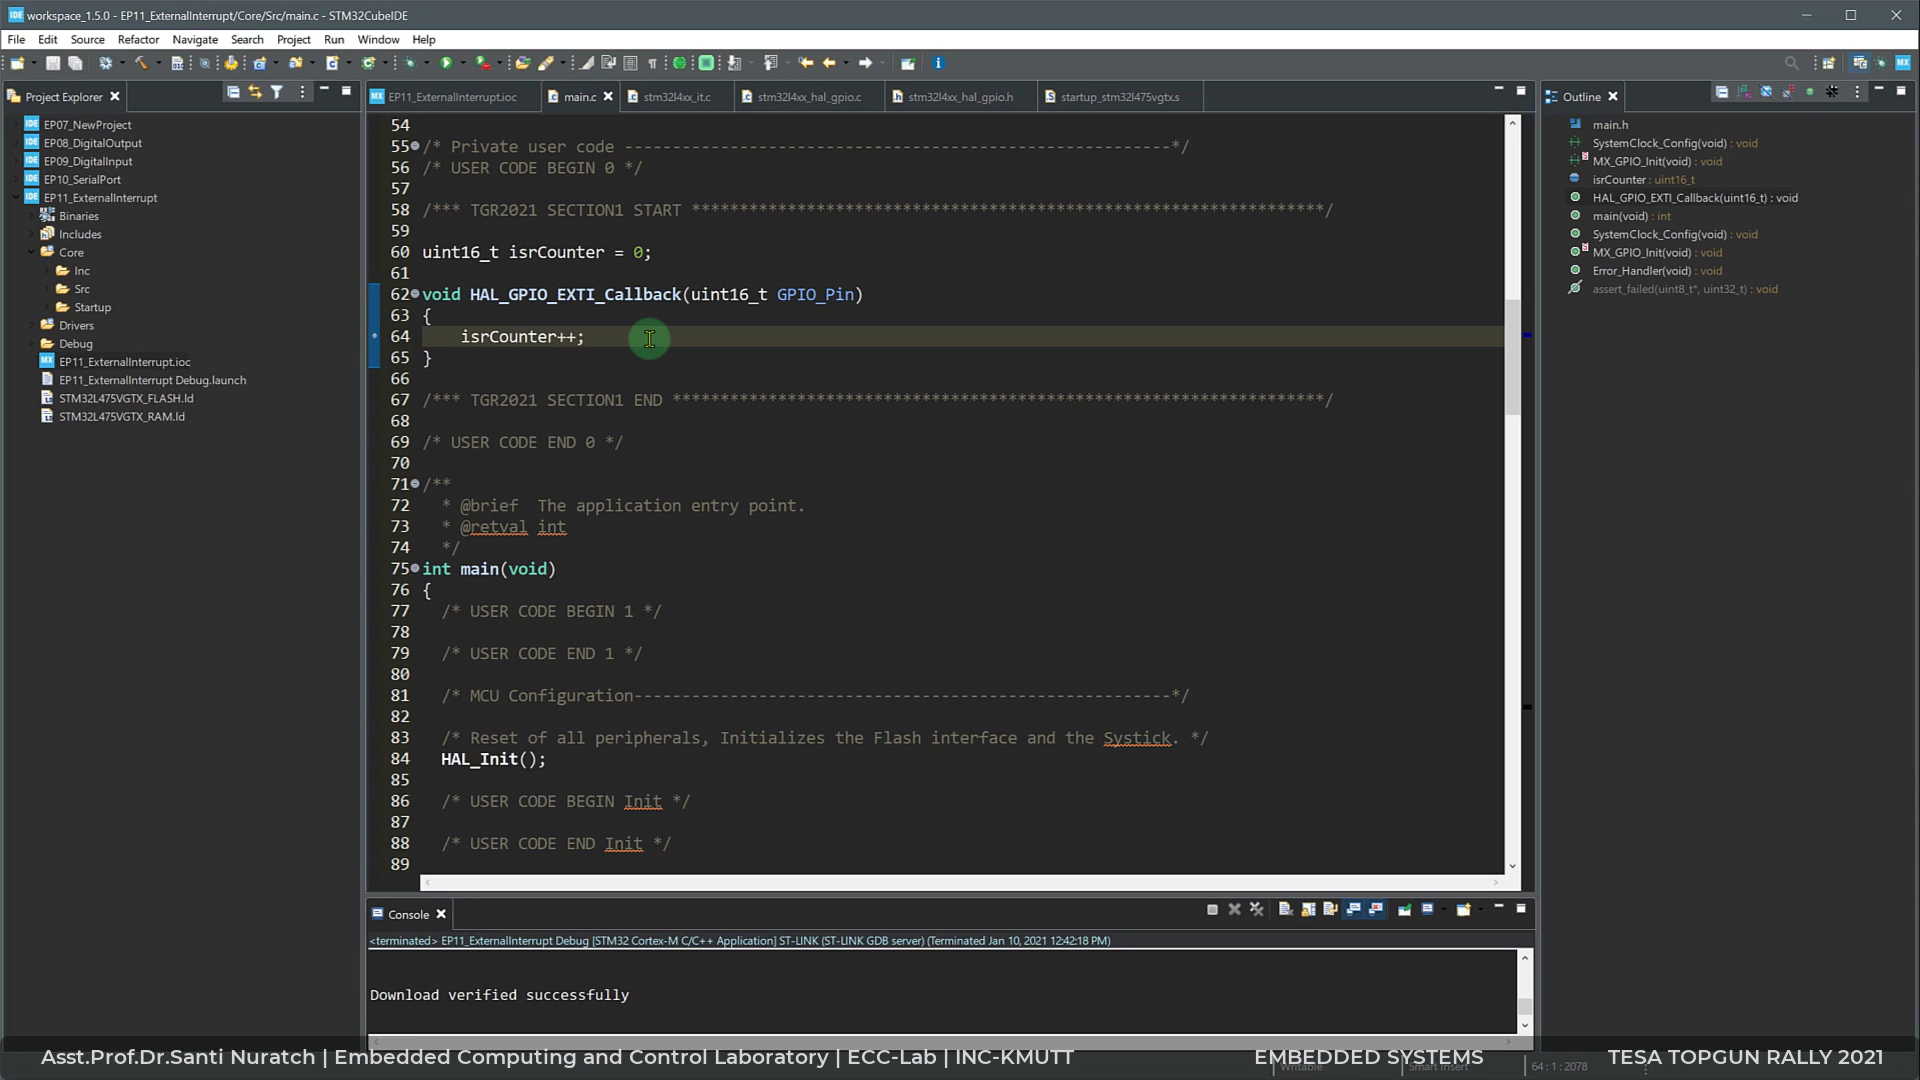 workspace_1.5.0 - EP11_ExternalInterrupt/Core/Src/main.c - STM32CubeIDE
File Edit Source Refactor Navigate Search Project Run Window Help
Project Explorer
EP07_NewProject
EP08_DigitalOutput
EP09_DigitalInput
EP10_SerialPort
EP11_ExternalInterrupt
Binaries
Includes
Core
Inc
Src
Startup
Drivers
Debug
EP11_ExternalInterrupt.ioc
EP11_ExternalInterrupt Debug.launch
STM32L475VGTX_FLASH.ld
STM32L475VGTX_RAM.ld
EP11_ExternalInterrupt.ioc main.c stm32l4xx_it.c stm32l4xx_hal_gpio.c stm32l4xx_hal_gpio.h startup_stm32l475vgtx.s
54
55 /* Private user code ---------------------------------------------------------*/
56 /* USER CODE BEGIN 0 */
57
58 /*** TGR2021 SECTION1 START ******************************************************************/
59
60 uint16_t isrCounter = 0;
61
62 void HAL_GPIO_EXTI_Callback(uint16_t GPIO_Pin)
63 {
64 isrCounter++;
65 }
66
67 /*** TGR2021 SECTION1 END ********************************************************************/
68
69 /* USER CODE END 0 */
70
71 /**
72 * @brief  The application entry point.
73 * @retval int
74 */
75 int main(void)
76 {
77 /* USER CODE BEGIN 1 */
78
79 /* USER CODE END 1 */
80
81 /* MCU Configuration--------------------------------------------------------*/
82
83 /* Reset of all peripherals, Initializes the Flash interface and the Systick. */
84 HAL_Init();
85
86 /* USER CODE BEGIN Init */
87
88 /* USER CODE END Init */
89
Outline
main.h
SystemClock_Config(void) : void
MX_GPIO_Init(void) : void
isrCounter : uint16_t
HAL_GPIO_EXTI_Callback(uint16_t) : void
main(void) : int
SystemClock_Config(void) : void
MX_GPIO_Init(void) : void
Error_Handler(void) : void
assert_failed(uint8_t*, uint32_t) : void
Console
<terminated> EP11_ExternalInterrupt Debug [STM32 Cortex-M C/C++ Application] ST-LINK (ST-LINK GDB server) (Terminated Jan 10, 2021 12:42:18 PM)
Download verified successfully
Asst.Prof.Dr.Santi Nuratch | Embedded Computing and Control Laboratory | ECC-Lab | INC-KMUTT
EMBEDDED SYSTEMS
TESA TOPGUN RALLY 2021
Writable Smart Insert 64 : 1 : 2078